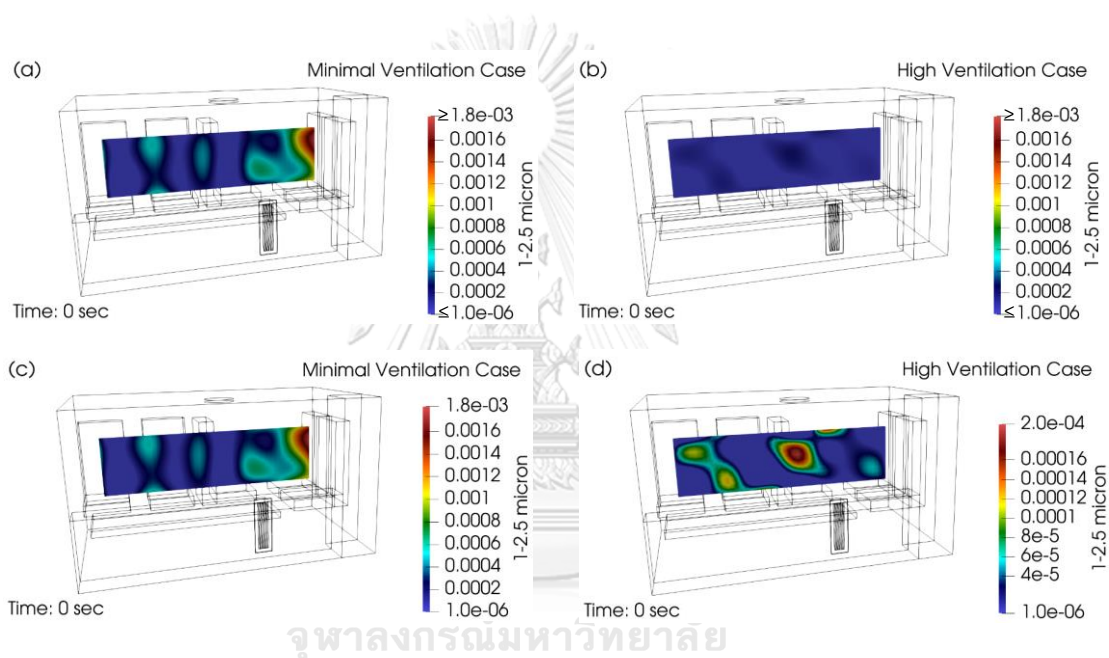 (a) Minimal Ventilation Case
≥1.8e-03
0.0016
0.0014
0.0012
0.001
0.0008
0.0006
0.0004
0.0002
≤1.0e-06
1-2.5 micron
Time: 0 sec
(b) High Ventilation Case
≥1.8e-03
0.0016
0.0014
0.0012
0.001
0.0008
0.0006
0.0004
0.0002
≤1.0e-06
1-2.5 micron
Time: 0 sec
(c) Minimal Ventilation Case
1.8e-03
0.0016
0.0014
0.0012
0.001
0.0008
0.0006
0.0004
0.0002
1.0e-06
1-2.5 micron
Time: 0 sec
(d) High Ventilation Case
2.0e-04
0.00016
0.00014
0.00012
0.0001
8e-5
6e-5
4e-5
1.0e-06
1-2.5 micron
Time: 0 sec
จุฬาลงกรณ์มหาวิทยาลัย